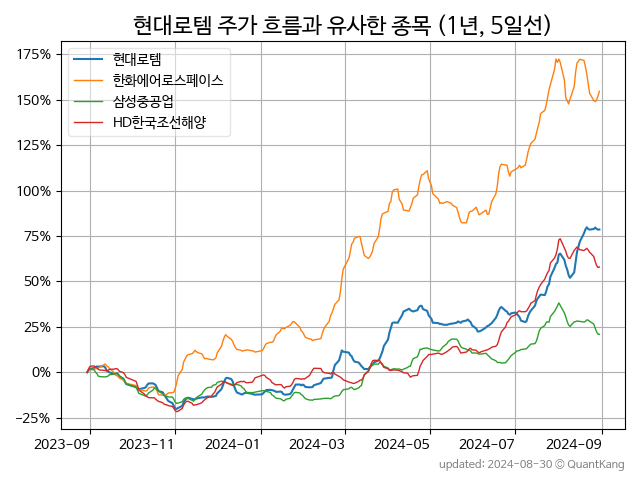 현대로템 주가 흐름과 유사한 종목 (1년, 5일선)
현대로템
한화에어로스페이스
삼성중공업
HD한국조선해양
175%
150%
125%
100%
75%
50%
25%
0%
−25%
2023-09 2023-11 2024-01 2024-03 2024-05 2024-07 2024-09
updated: 2024-08-30 © QuantKang